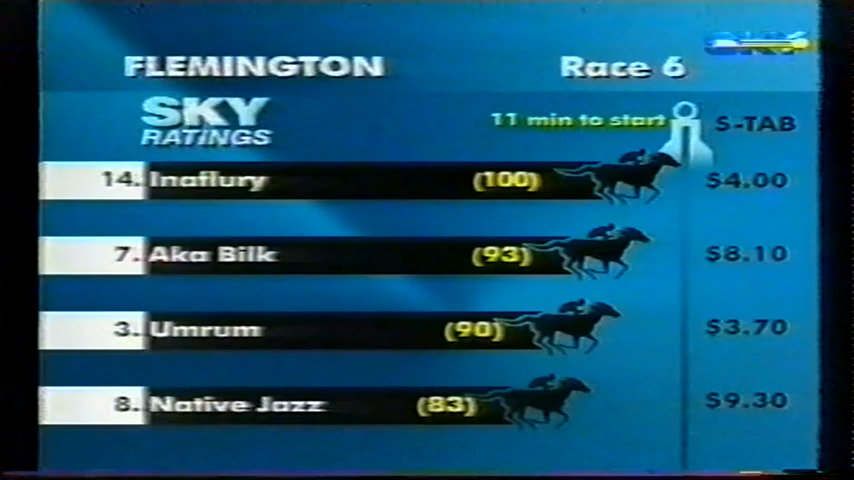 FLEMINGTON Race 6
SKY
RATINGS
11 min to start S-TAB
14. Inaflury (100) $4.00
7. Aka Bilk (93) $8.10
3. Umrum (90) $3.70
8. Native Jazz (83) $9.30